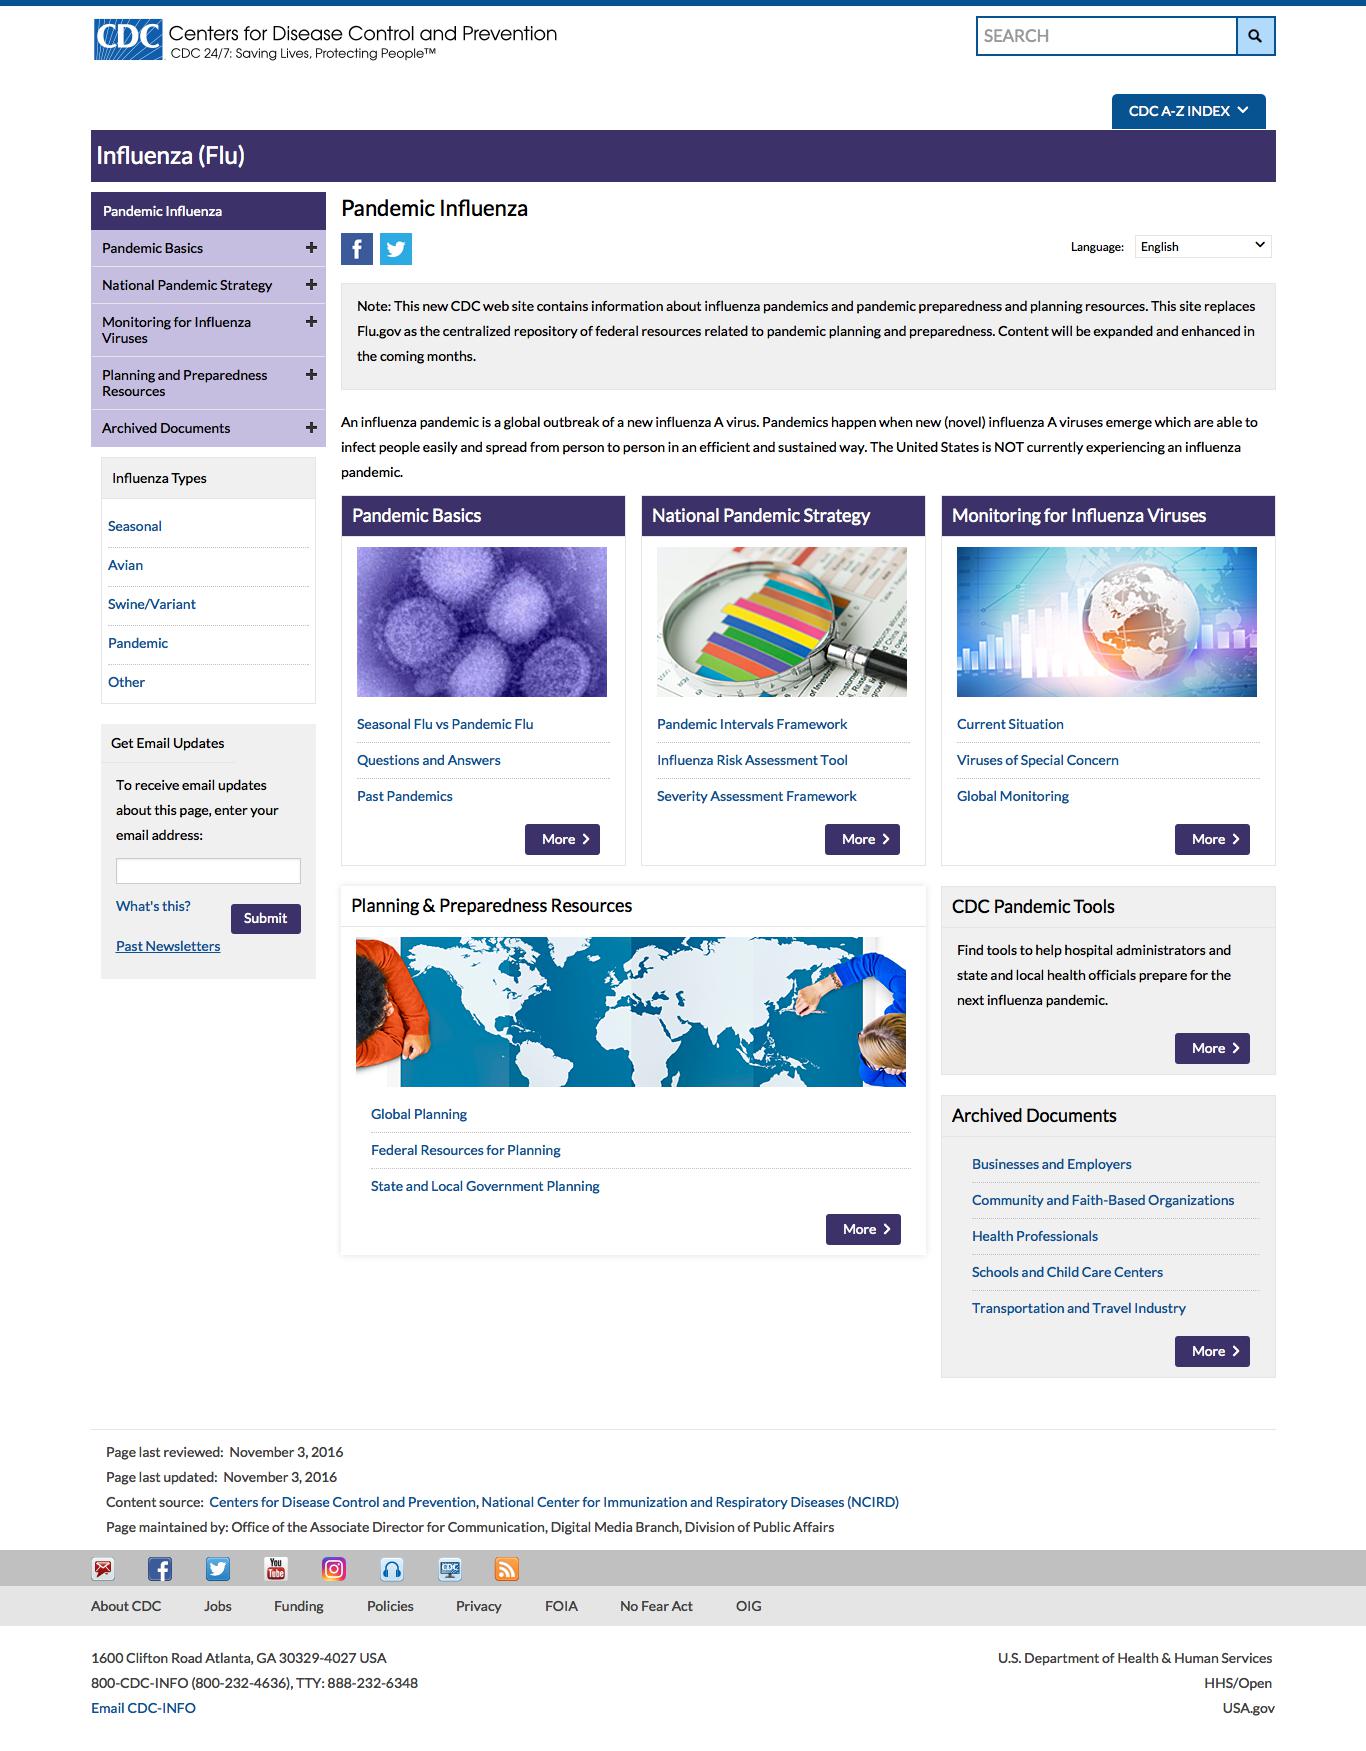 CDC Centers for Disease Control and Prevention
CDC 24/7: Saving Lives, Protecting People™
SEARCH
CDC A-Z INDEX
Influenza (Flu)
Pandemic Influenza
Pandemic Basics
National Pandemic Strategy
Monitoring for Influenza
Viruses
Planning and Preparedness
Resources
Archived Documents
Influenza Types
Seasonal
Avian
Swine/Variant
Pandemic
Other
Get Email Updates
To receive email updates
about this page, enter your
email address:
What's this?
Submit
Past Newsletters
Pandemic Influenza
Language: English
Note: This new CDC web site contains information about influenza pandemics and pandemic preparedness and planning resources. This site replaces
Flu.gov as the centralized repository of federal resources related to pandemic planning and preparedness. Content will be expanded and enhanced in
the coming months.
An influenza pandemic is a global outbreak of a new influenza A virus. Pandemics happen when new (novel) influenza A viruses emerge which are able to
infect people easily and spread from person to person in an efficient and sustained way. The United States is NOT currently experiencing an influenza
pandemic.
Pandemic Basics
Seasonal Flu vs Pandemic Flu
Questions and Answers
Past Pandemics
More
National Pandemic Strategy
Pandemic Intervals Framework
Influenza Risk Assessment Tool
Severity Assessment Framework
More
Monitoring for Influenza Viruses
Current Situation
Viruses of Special Concern
Global Monitoring
More
Planning & Preparedness Resources
Global Planning
Federal Resources for Planning
State and Local Government Planning
More
CDC Pandemic Tools
Find tools to help hospital administrators and
state and local health officials prepare for the
next influenza pandemic.
More
Archived Documents
Businesses and Employers
Community and Faith-Based Organizations
Health Professionals
Schools and Child Care Centers
Transportation and Travel Industry
More
Page last reviewed: November 3, 2016
Page last updated: November 3, 2016
Content source: Centers for Disease Control and Prevention, National Center for Immunization and Respiratory Diseases (NCIRD)
Page maintained by: Office of the Associate Director for Communication, Digital Media Branch, Division of Public Affairs
You Tube
CDC
About CDC Jobs Funding Policies Privacy FOIA No Fear Act OIG
1600 Clifton Road Atlanta, GA 30329-4027 USA
800-CDC-INFO (800-232-4636), TTY: 888-232-6348
Email CDC-INFO
U.S. Department of Health & Human Services
HHS/Open
USA.gov